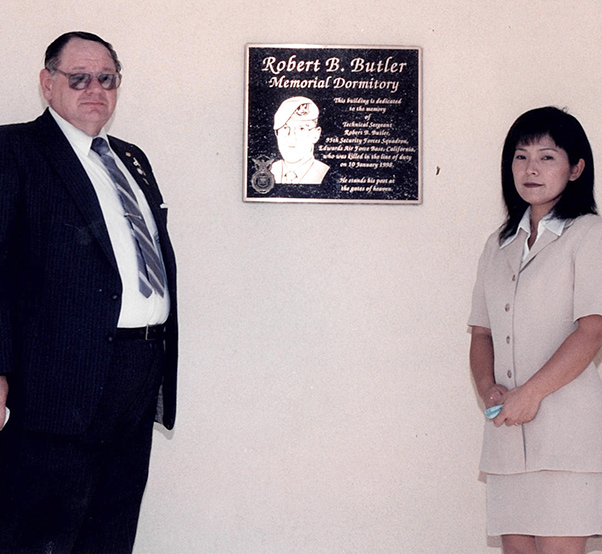 Robert B. Butler
Memorial Dormitory
This building is dedicated
to the memory
of
Technical Sergeant
Robert B. Butler,
95th Security Forces Squadron,
Edwards Air Force Base, California,
who was killed in the line of duty
on 19 January 1998.
He stands his post at
the gates of heaven.